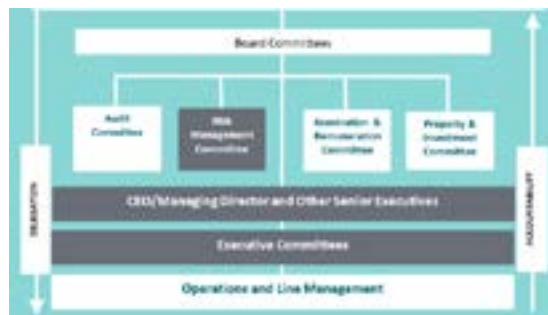 Board Committees
Audit
Committee
Risk
Management
Committee
Nomination &
Remuneration
Committee
Property &
Investment
Committee
DELEGATION
ACCOUNTABILITY
CEO/Managing Director and Other Senior Executives
Executive Committees
Operations and Line Management